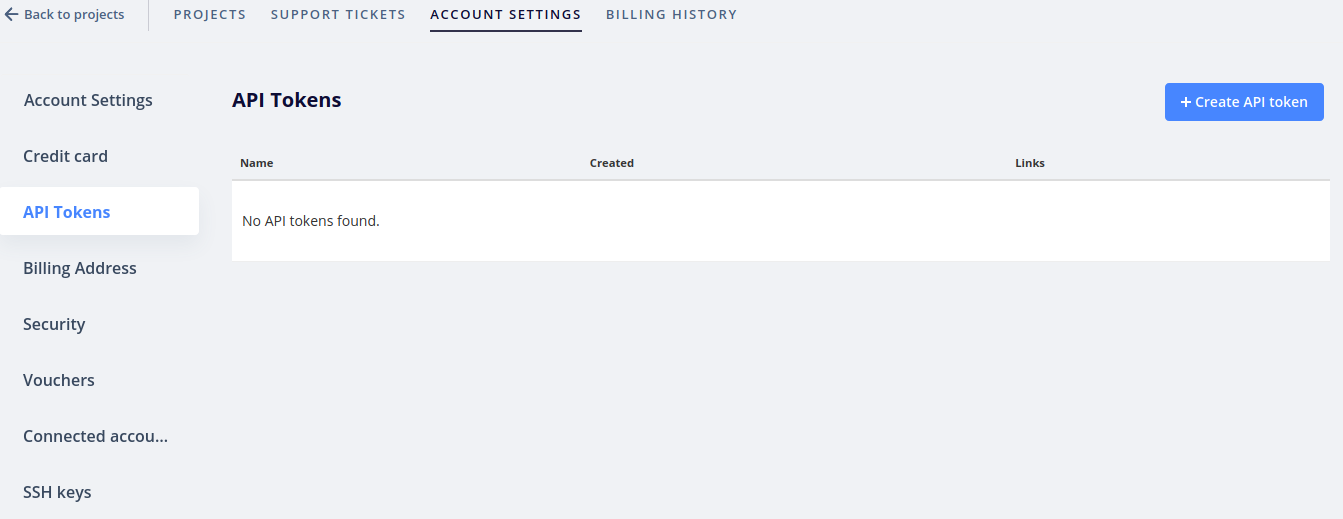 Back to projects
PROJECTS SUPPORT TICKETS ACCOUNT SETTINGS BILLING HISTORY
Account Settings
Credit card
API Tokens
Billing Address
Security
Vouchers
Connected accou...
SSH keys
API Tokens
+ Create API token
Name Created Links
No API tokens found.